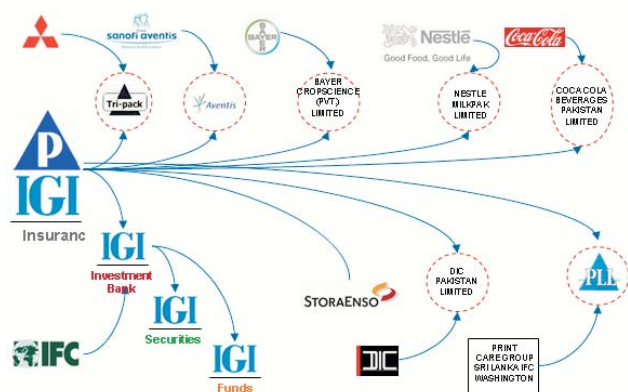 sanofi aventis
BAYER
BAYER
Nestlé
Good Food, Good Life
Coca-Cola
Tri-pack
Aventis
BAYER
CROPSCIENCE
(PVT.)
LIMITED
NESTLE
MILKPAK
LIMITED
COCA COLA
BEVERAGES
PAKISTAN
LIMITED
P
IGI
Insuranc
IGI
Investment
Bank
IGI
Securities
IGI
Funds
IFC
STORAENSO
DIC
PAKISTAN
LIMITED
PLL
DIC
PRINT
CARE GROUP
SRI LANKA IFC
WASHINGTON